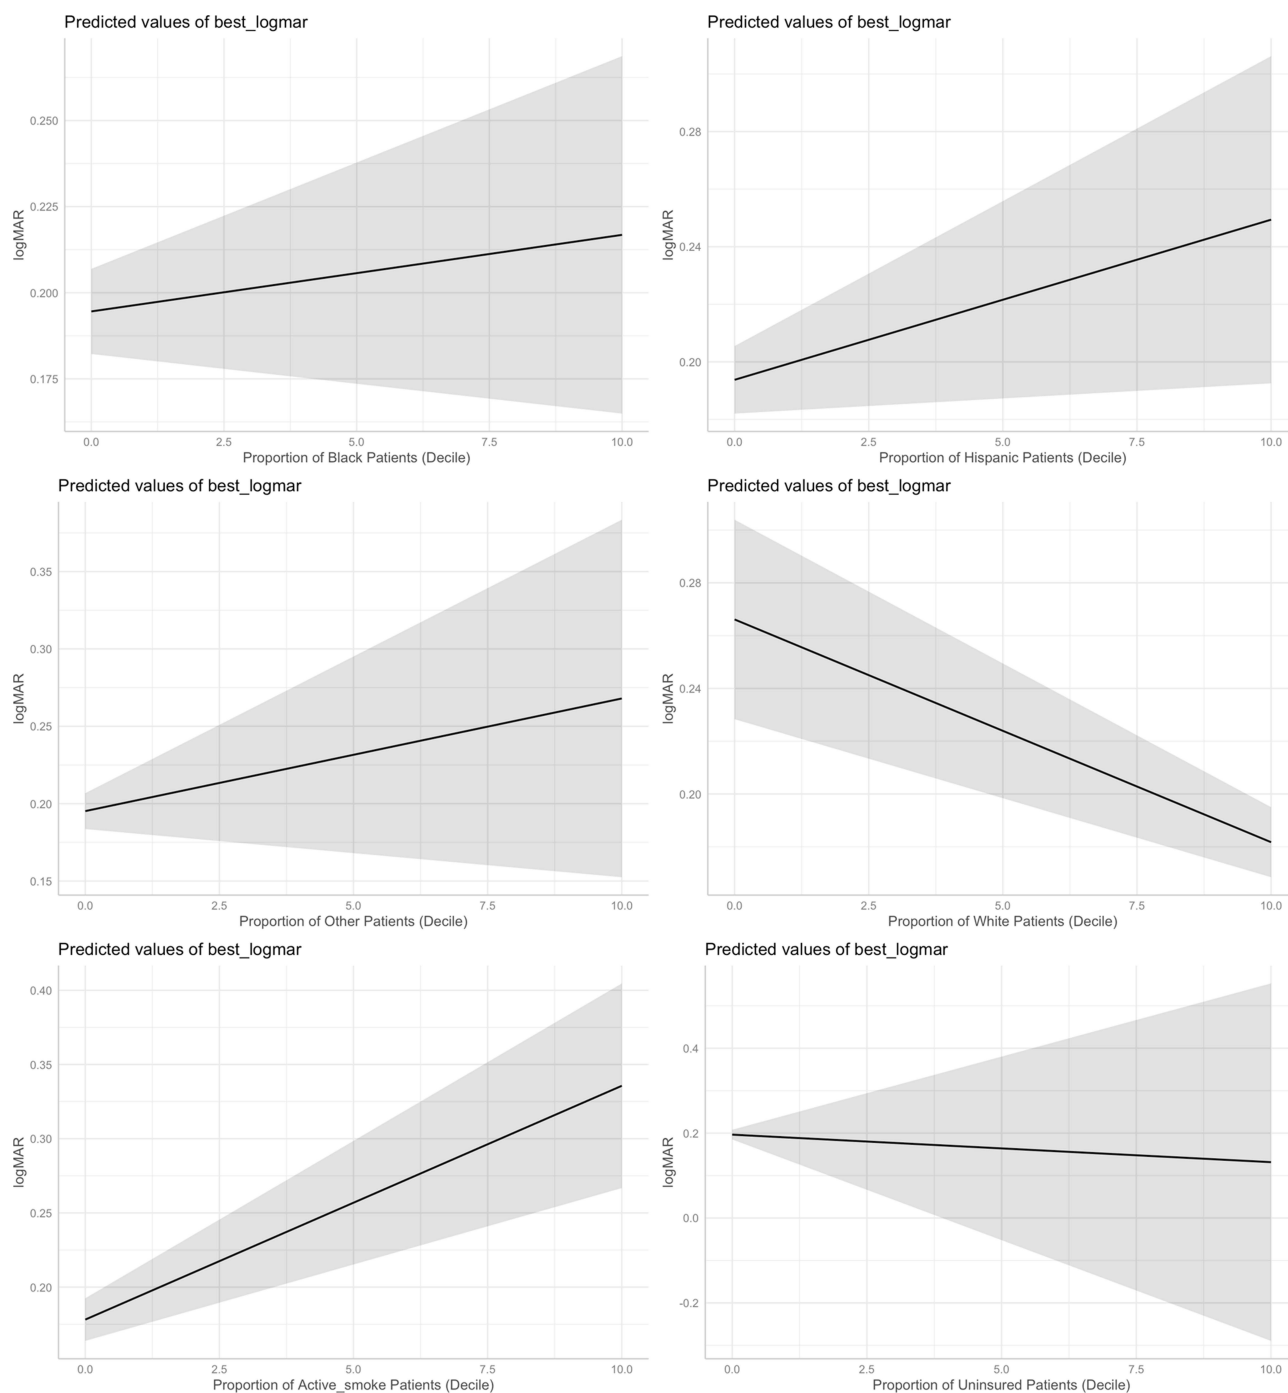 Predicted values of best_logmar
logMAR
0.250
0.225
0.200
0.175
0.0 2.5 5.0 7.5 10.0
Proportion of Black Patients (Decile)
Predicted values of best_logmar
logMAR
0.28
0.24
0.20
0.0 2.5 5.0 7.5 10.0
Proportion of Hispanic Patients (Decile)
Predicted values of best_logmar
logMAR
0.35
0.30
0.25
0.20
0.15
0.0 2.5 5.0 7.5 10.0
Proportion of Other Patients (Decile)
Predicted values of best_logmar
logMAR
0.28
0.24
0.20
0.0 2.5 5.0 7.5 10.0
Proportion of White Patients (Decile)
Predicted values of best_logmar
logMAR
0.40
0.35
0.30
0.25
0.20
0.0 2.5 5.0 7.5 10.0
Proportion of Active_smoke Patients (Decile)
Predicted values of best_logmar
logMAR
0.4
0.2
0.0
-0.2
0.0 2.5 5.0 7.5 10.0
Proportion of Uninsured Patients (Decile)